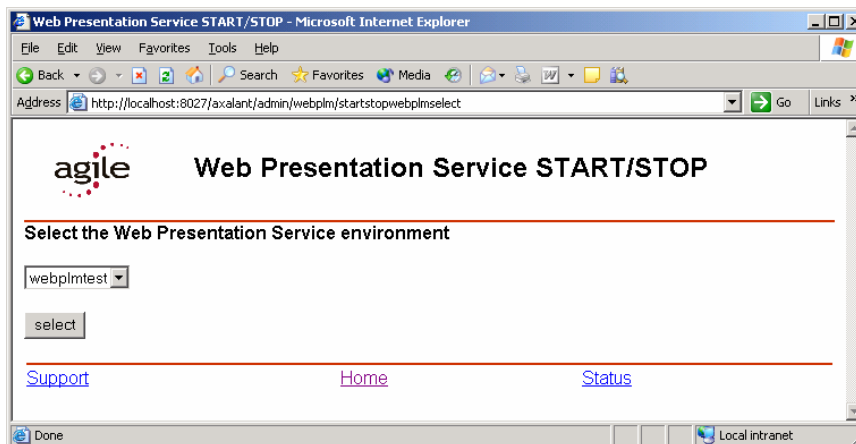 Web Presentation Service START/STOP - Microsoft Internet Explorer
File Edit View Favorites Tools Help
Back Search Favorites Media
Address http://localhost:8027/axalant/admin/webplm/startstopwebplmselect Go Links »
agile Web Presentation Service START/STOP
Select the Web Presentation Service environment
webplmtest
select
Support Home Status
Done Local intranet